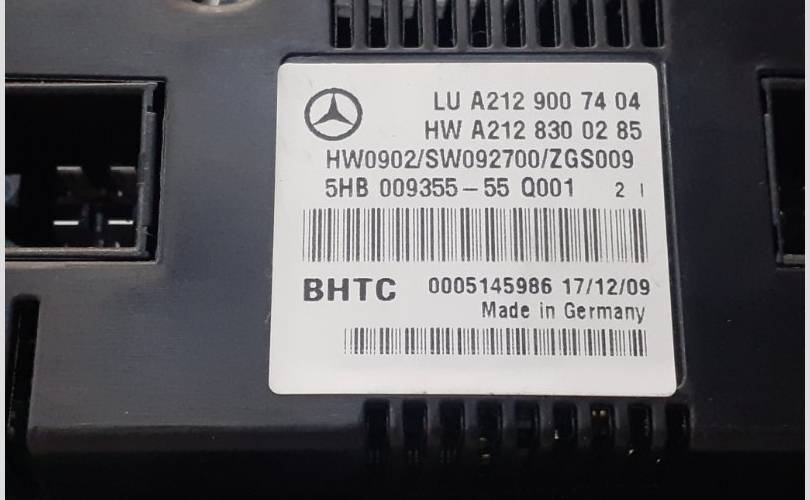 LU A212 900 74 04
HW A212 830 02 85
HW0902/SW092700/ZGS009
5HB 009355-55 Q001 2 I
BHTC 0005145986 17/12/09
Made in Germany